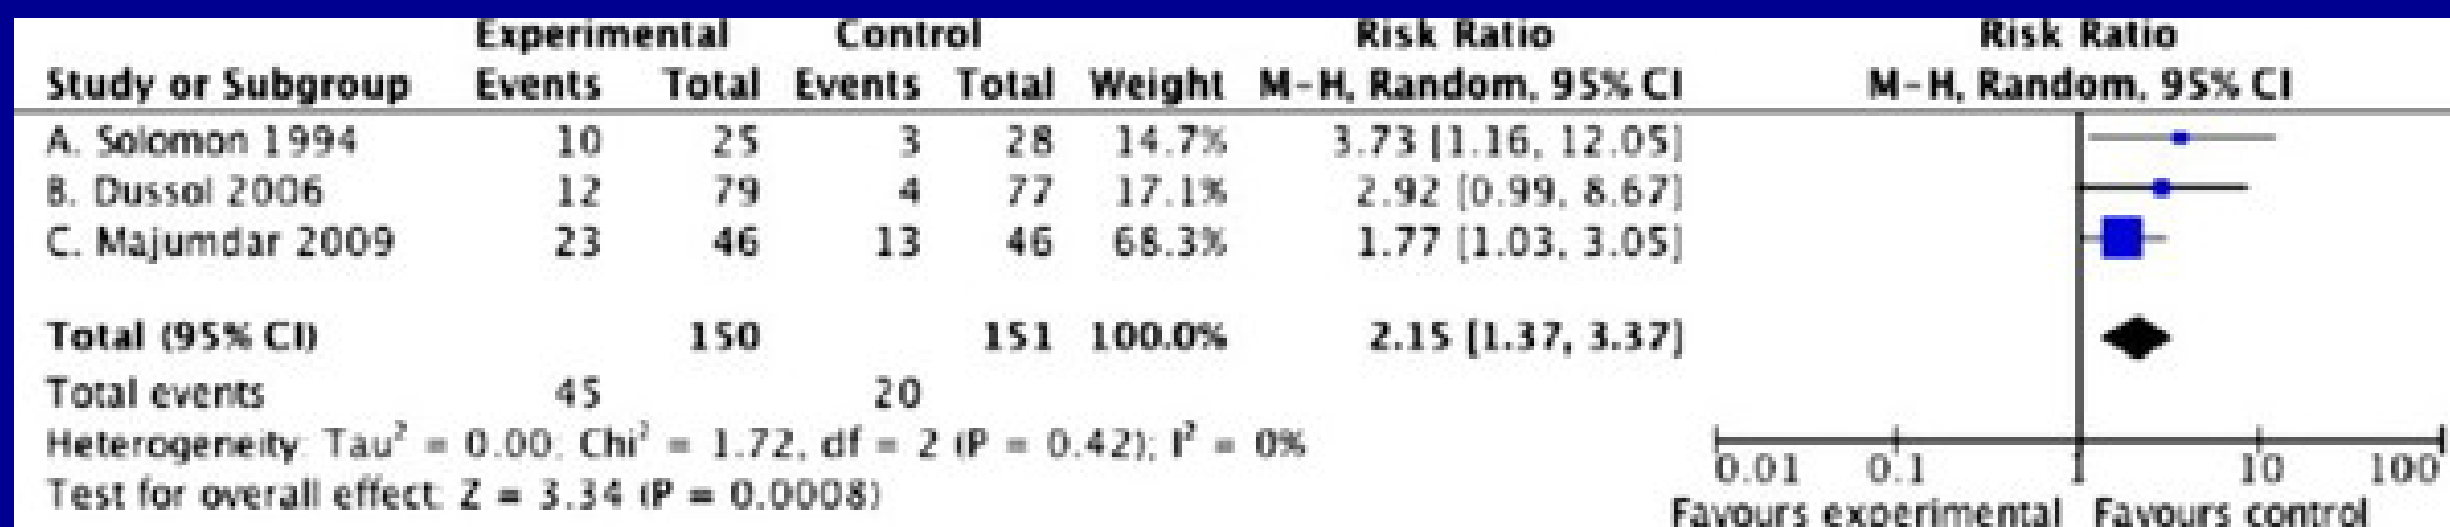 Experimental Control Risk Ratio Risk Ratio
Study or Subgroup Events Total Events Total Weight M-H, Random, 95% CI M-H, Random, 95% CI
A. Solomon 1994 10 25 3 28 14.7% 3.73 [1.16, 12.05]
B. Dussol 2006 12 79 4 77 17.1% 2.92 [0.99, 8.67]
C. Majumdar 2009 23 46 13 46 68.3% 1.77 [1.03, 3.05]
Total (95% CI) 150 151 100.0% 2.15 [1.37, 3.37]
Total events 45 20
Heterogeneity: Tau² = 0.00; Chi² = 1.72, df = 2 (P = 0.42); I² = 0%
Test for overall effect: Z = 3.34 (P = 0.0008)
0.01 0.1 1 10 100
Favours experimental Favours control